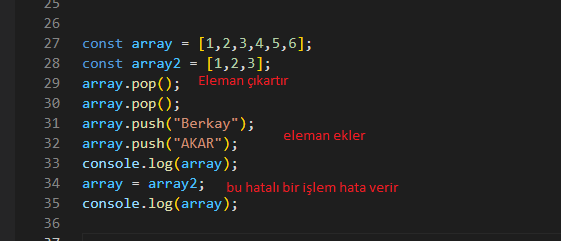 25
26
27 const array = [1,2,3,4,5,6];
28 const array2 = [1,2,3];
29 array.pop(); Eleman çıkartır
30 array.pop();
31 array.push("Berkay");
eleman ekler
32 array.push("AKAR");
33 console.log(array);
34 array = array2; bu hatalı bir işlem hata verir
35 console.log(array);
36
37